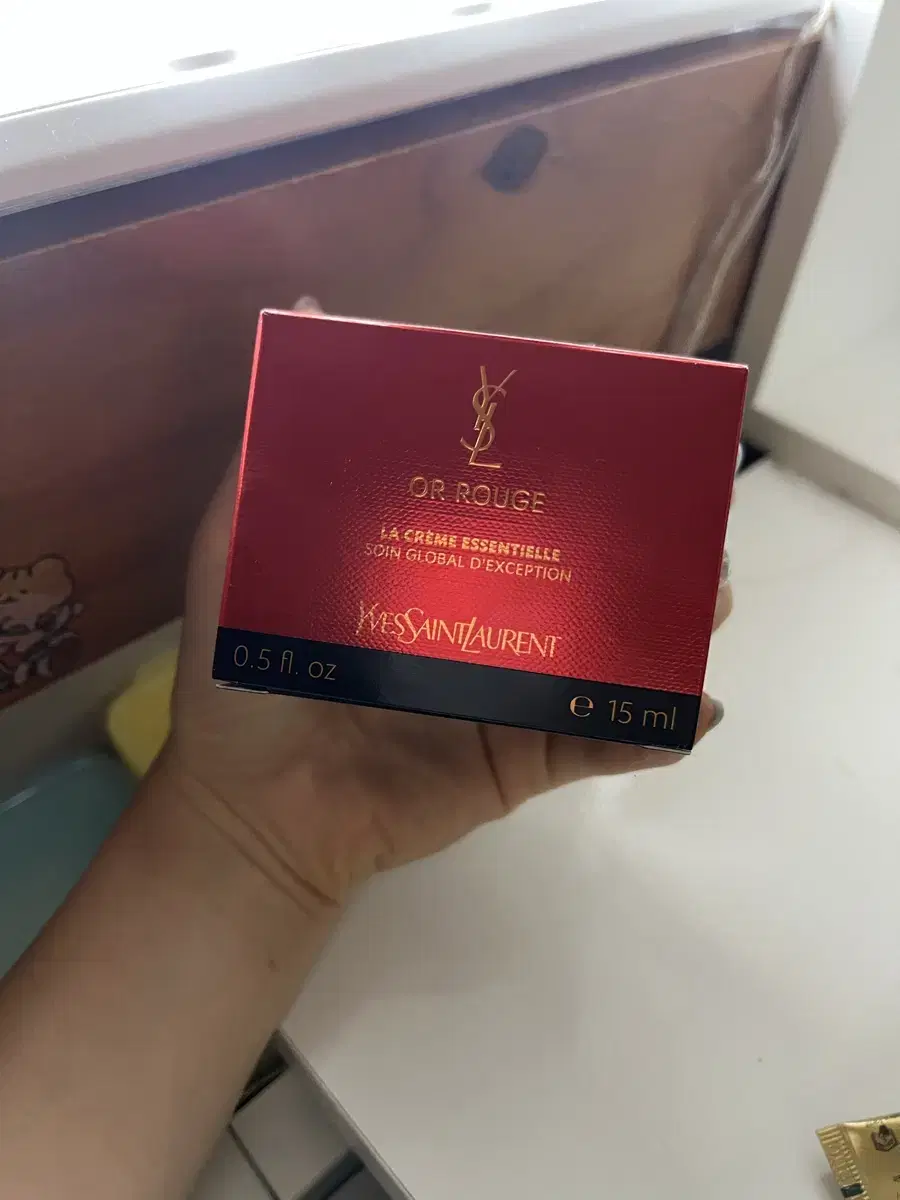 YSL
OR ROUGE
LA CRÈME ESSENTIELLE
SOIN GLOBAL D'EXCEPTION
YVESSAINTLAURENT
0.5 fl. oz
℮ 15 ml